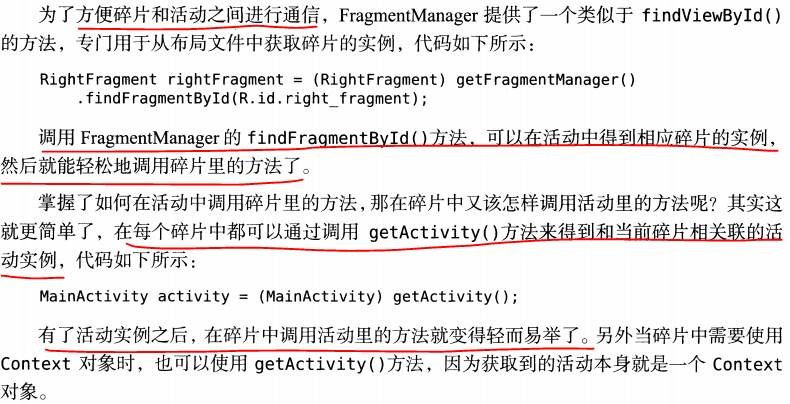 为了方便碎片和活动之间进行通信，FragmentManager 提供了一个类似于 findViewById()
的方法，专门用于从布局文件中获取碎片的实例，代码如下所示：
RightFragment rightFragment = (RightFragment) getFragmentManager()
.findFragmentById(R.id.right_fragment);
调用 FragmentManager 的 findFragmentById()方法，可以在活动中得到相应碎片的实例，
然后就能轻松地调用碎片里的方法了。
掌握了如何在活动中调用碎片里的方法，那在碎片中又该怎样调用活动里的方法呢？其实这
就更简单了，在每个碎片中都可以通过调用 getActivity()方法来得到和当前碎片相关联的活
动实例，代码如下所示：
MainActivity activity = (MainActivity) getActivity();
有了活动实例之后，在碎片中调用活动里的方法就变得轻而易举了。另外当碎片中需要使用
Context 对象时，也可以使用 getActivity()方法，因为获取到的活动本身就是一个 Context
对象。